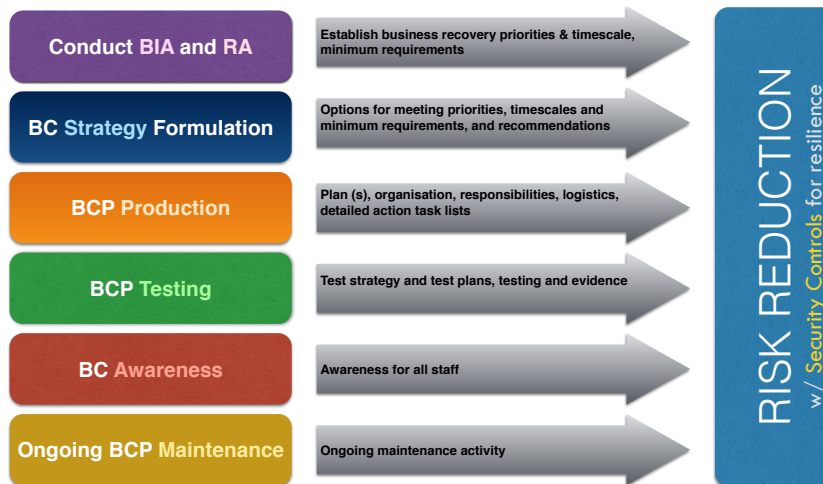 Conduct BIA and RA
Establish business recovery priorities & timescale,
minimum requirements
BC Strategy Formulation
Options for meeting priorities, timescales and
minimum requirements, and recommendations
BCP Production
Plan (s), organisation, responsibilities, logistics,
detailed action task lists
BCP Testing
Test strategy and test plans, testing and evidence
BC Awareness
Awareness for all staff
Ongoing BCP Maintenance
Ongoing maintenance activity
RISK REDUCTION
w/ Security Controls for resilience